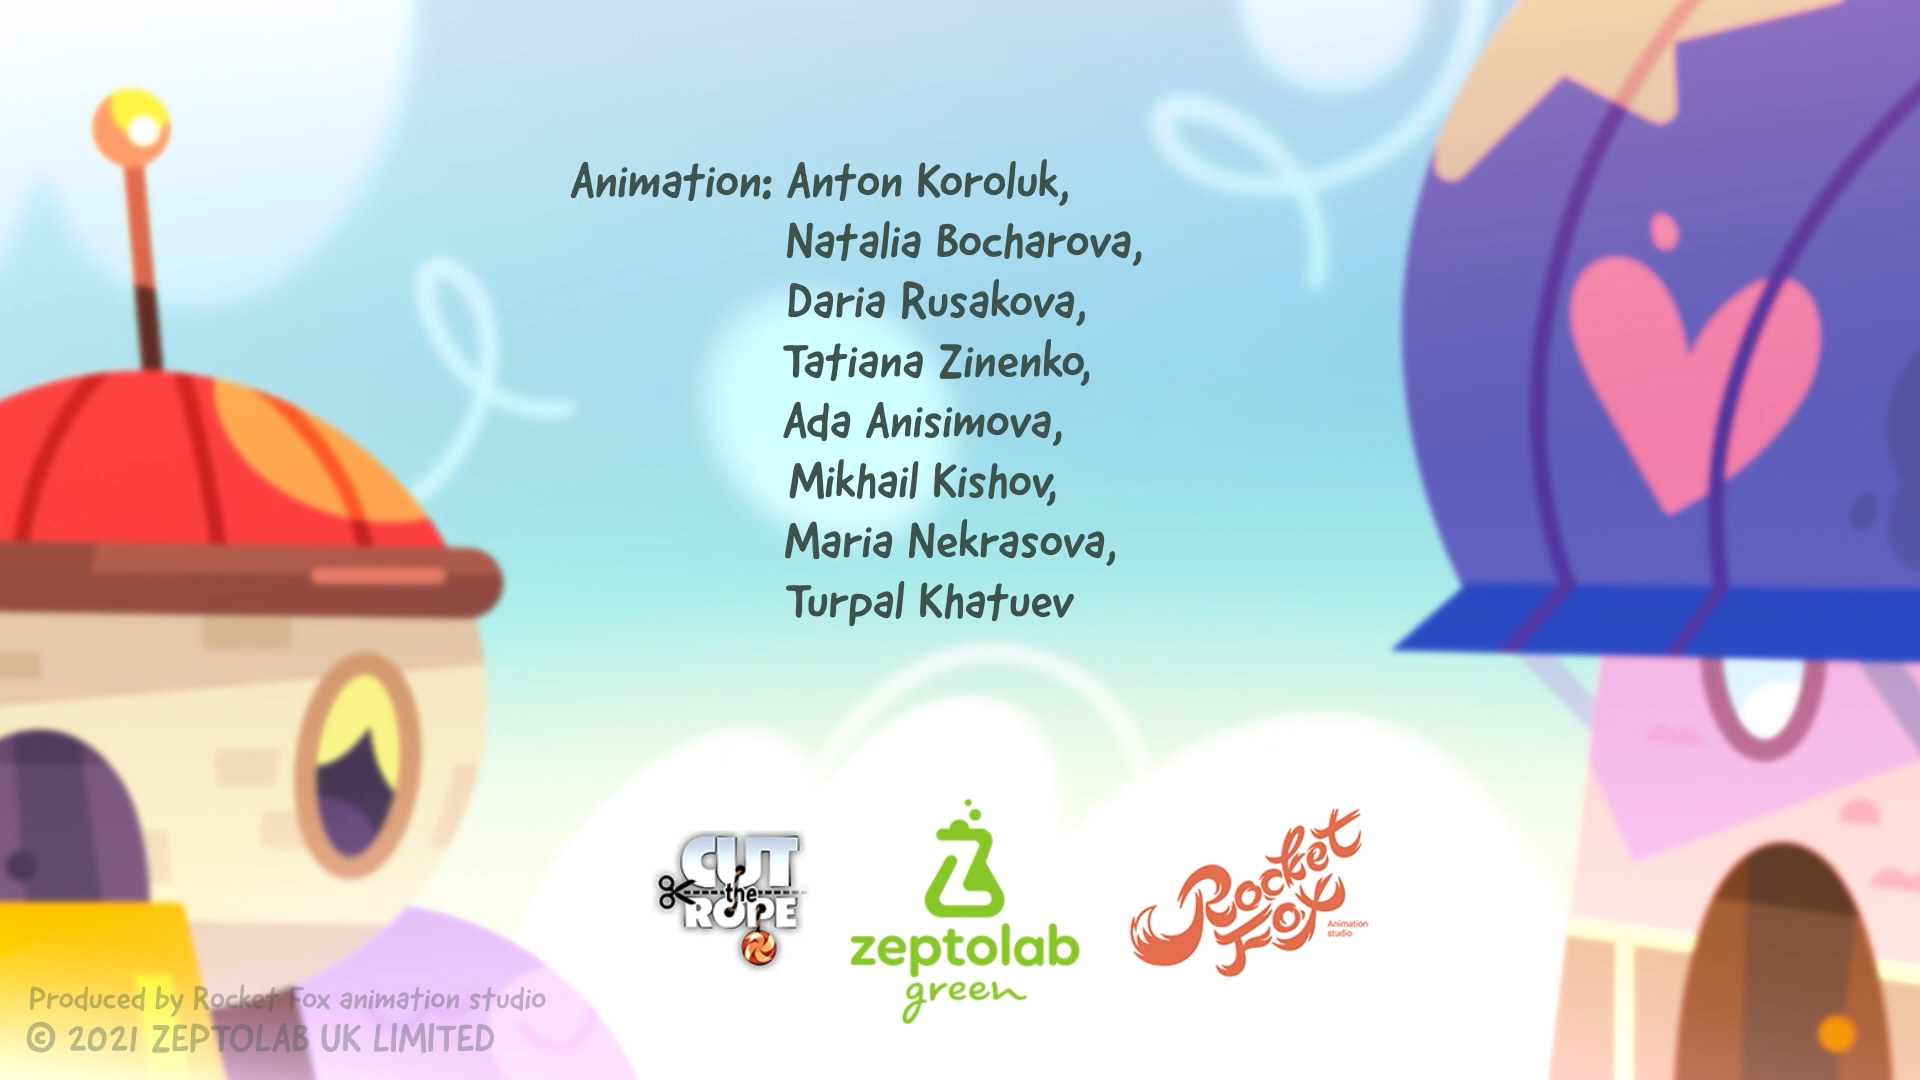 Animation: Anton Koroluk,
Natalia Bocharova,
Daria Rusakova,
Tatiana Zinenko,
Ada Anisimova,
Mikhail Kishov,
Maria Nekrasova,
Turpal Khatuev
CUT
the
ROPE
zeptolab
green
Rocket
Fox
Animation
studio
Produced by Rocket Fox animation studio
© 2021 ZEPTOLAB UK LIMITED